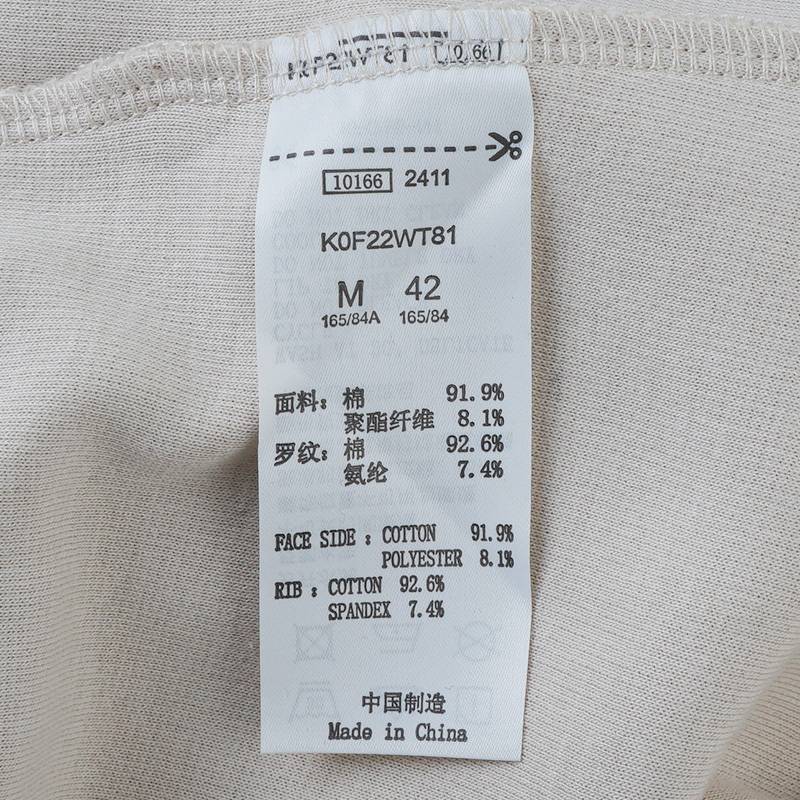 10166 2411
K0F22WT81
M 42
165/84A 165/84
面料: 棉 91.9%
聚酯纤维 8.1%
罗纹: 棉 92.6%
氨纶 7.4%
FACE SIDE : COTTON 91.9%
POLYESTER 8.1%
RIB : COTTON 92.6%
SPANDEX 7.4%
中国制造
Made in China